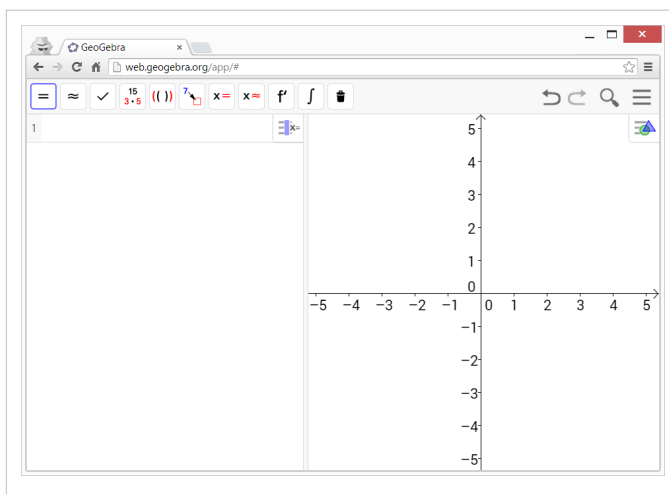 GeoGebra ×
web.geogebra.org/app/#
= ≈ ✓ 15 3·5 (( )) 7 x= x≈ f' ∫
1
x=
5
4
3
2
1
0
−5 −4 −3 −2 −1 0 1 2 3 4 5
−1
−2
−3
−4
−5